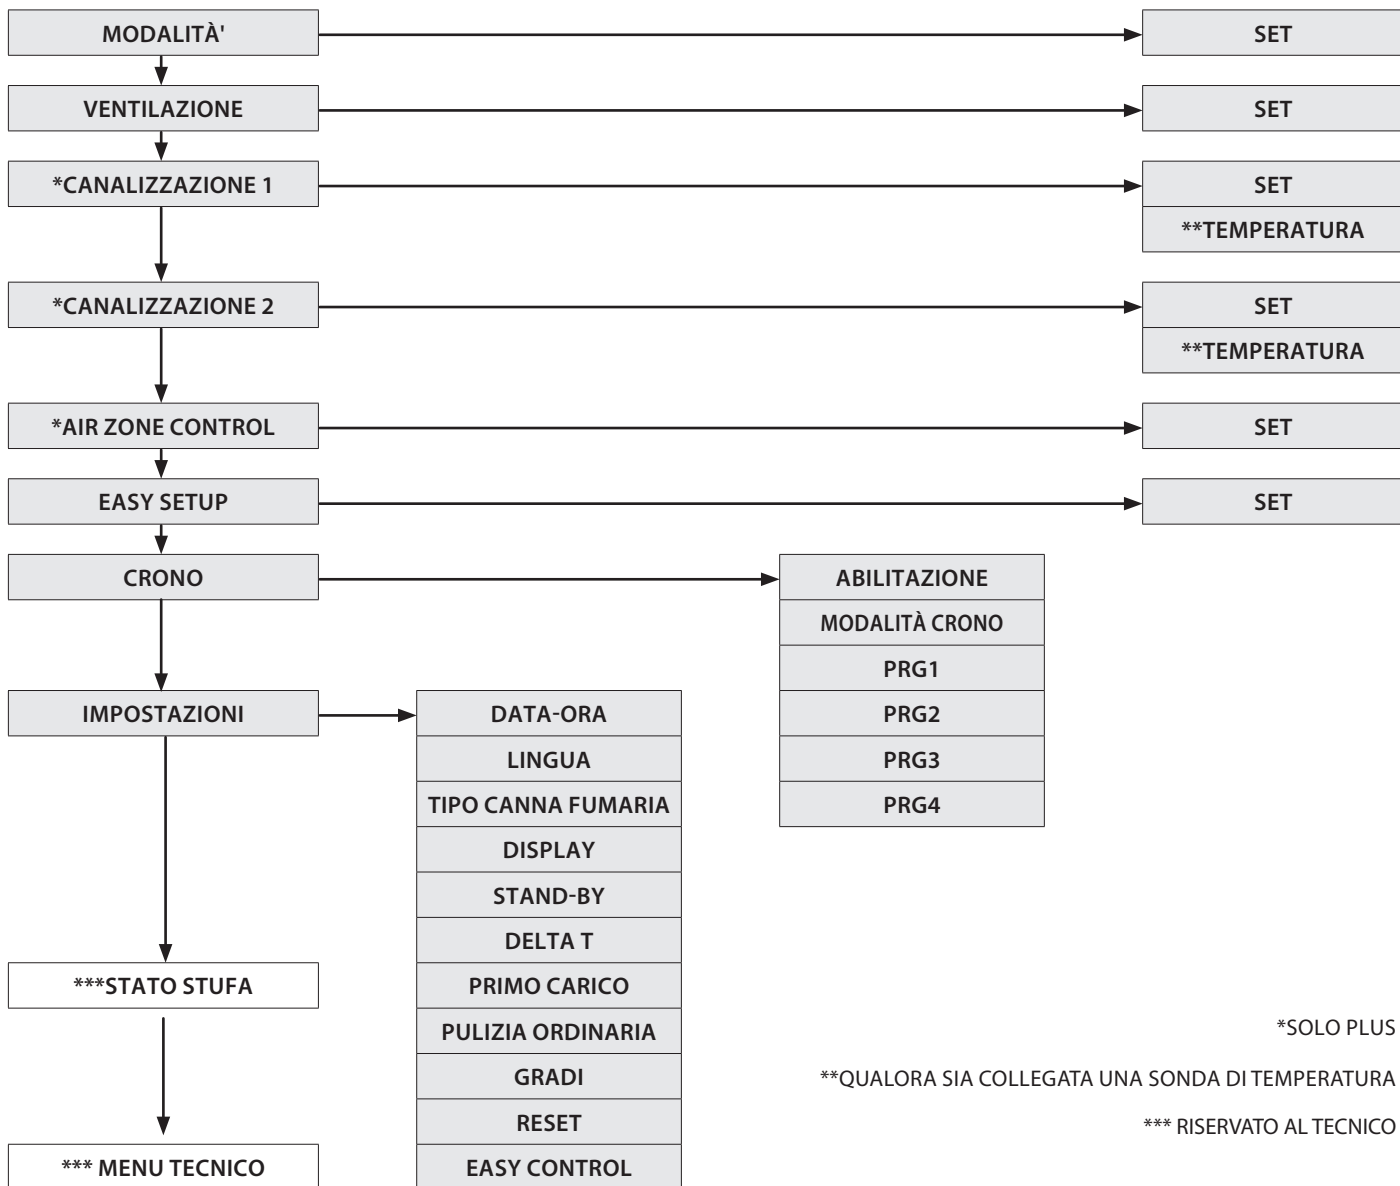 MODALITÀ'
SET
VENTILAZIONE
SET
*CANALIZZAZIONE 1
SET
**TEMPERATURA
*CANALIZZAZIONE 2
SET
**TEMPERATURA
*AIR ZONE CONTROL
SET
EASY SETUP
SET
CRONO
ABILITAZIONE
MODALITÀ CRONO
PRG1
PRG2
PRG3
PRG4
IMPOSTAZIONI
DATA-ORA
LINGUA
TIPO CANNA FUMARIA
DISPLAY
STAND-BY
DELTA T
PRIMO CARICO
PULIZIA ORDINARIA
GRADI
RESET
EASY CONTROL
***STATO STUFA
*** MENU TECNICO
*SOLO PLUS
**QUALORA SIA COLLEGATA UNA SONDA DI TEMPERATURA
*** RISERVATO AL TECNICO